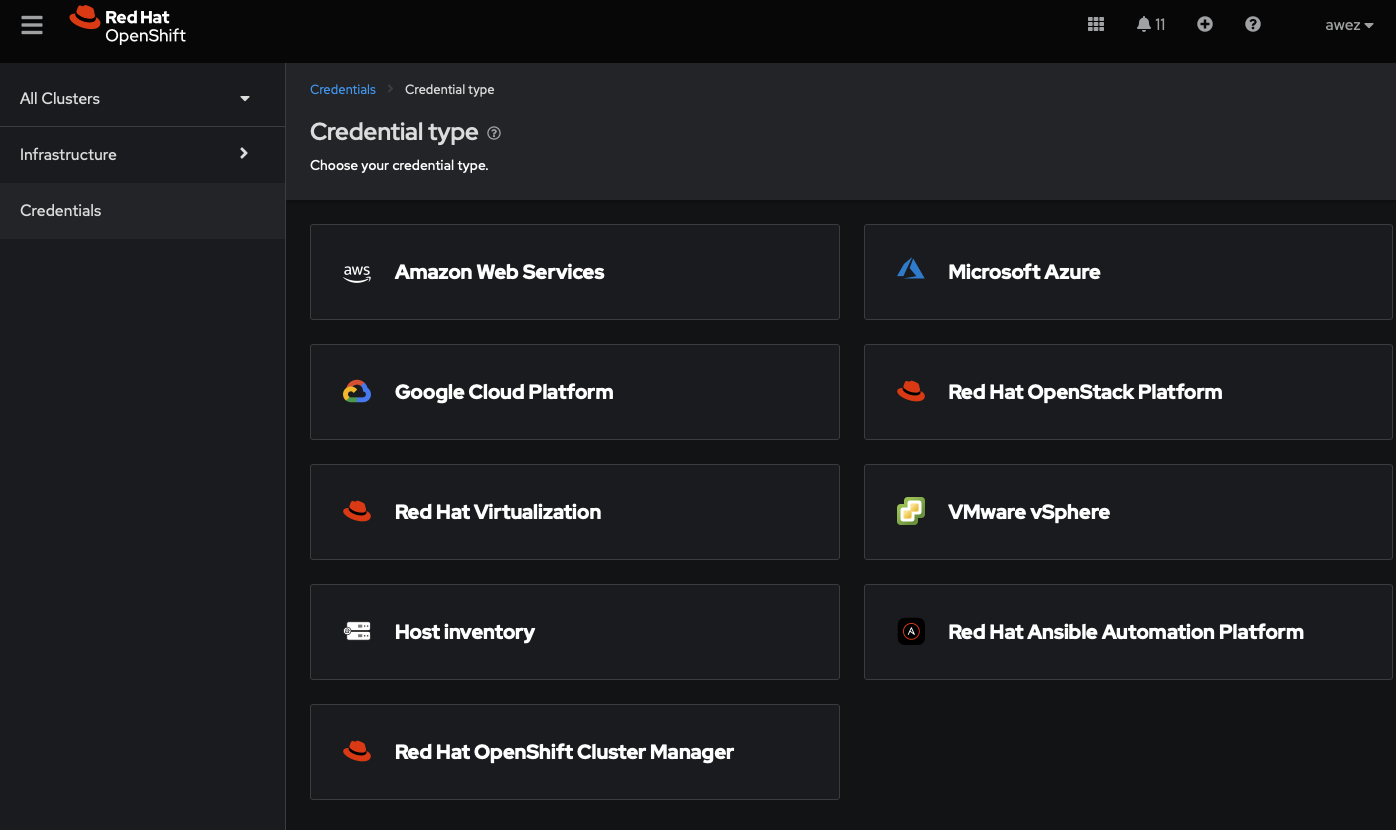 Red Hat
OpenShift
11
awez
All Clusters
Infrastructure
Credentials
Credentials
Credential type
Credential type
Choose your credential type.
aws
Amazon Web Services
Microsoft Azure
Google Cloud Platform
Red Hat OpenStack Platform
Red Hat Virtualization
VMware vSphere
Host inventory
A
Red Hat Ansible Automation Platform
Red Hat OpenShift Cluster Manager